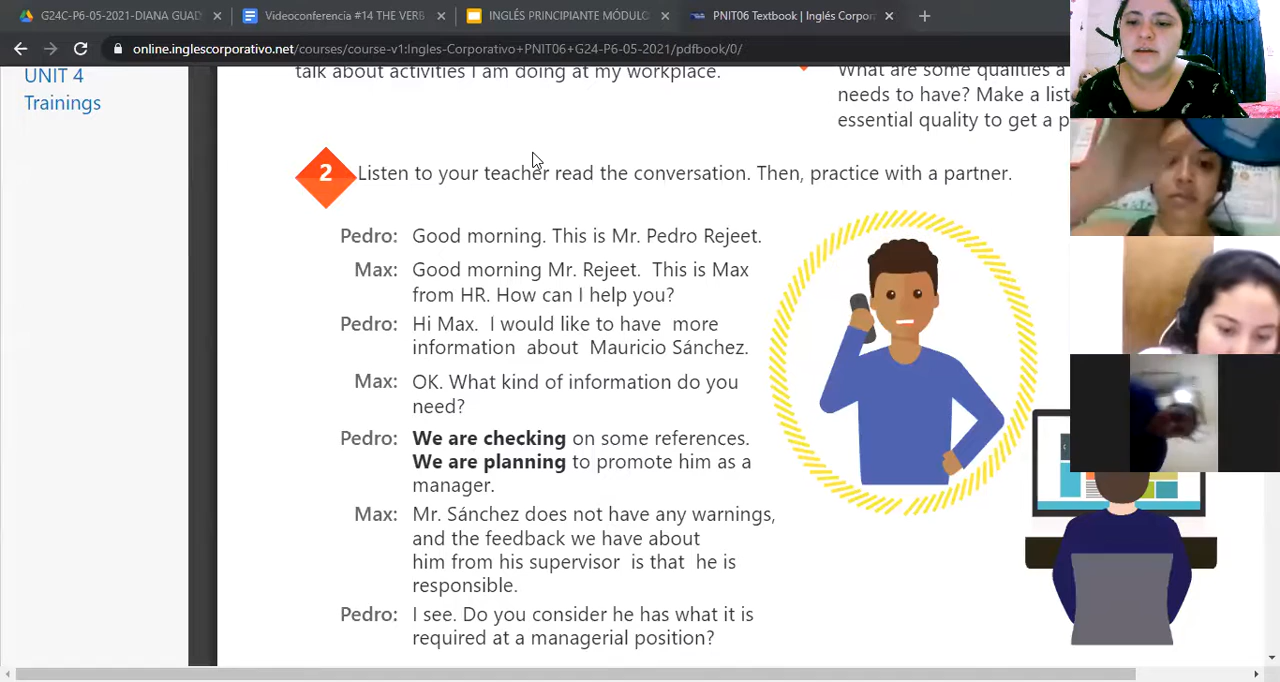 G24C-P6-05-2021-DIANA GUAD
Videoconferencia #14 THE VERB
INGLÉS PRINCIPIANTE MÓDULO
PNIT06 Textbook | Inglés Corpor
online.inglescorporativo.net/courses/course-v1:Ingles-Corporativo+PNIT06+G24-P6-05-2021/pdfbook/0/
UNIT 4
Trainings
talk about activities I am doing at my workplace.
What are some qualities a
needs to have? Make a list
essential quality to get a p
2
Listen to your teacher read the conversation. Then, practice with a partner.
Pedro: Good morning. This is Mr. Pedro Rejeet.
Max: Good morning Mr. Rejeet. This is Max
from HR. How can I help you?
Pedro: Hi Max. I would like to have more
information about Mauricio Sánchez.
Max: OK. What kind of information do you
need?
Pedro: We are checking on some references.
We are planning to promote him as a
manager.
Max: Mr. Sánchez does not have any warnings,
and the feedback we have about
him from his supervisor is that he is
responsible.
Pedro: I see. Do you consider he has what it is
required at a managerial position?